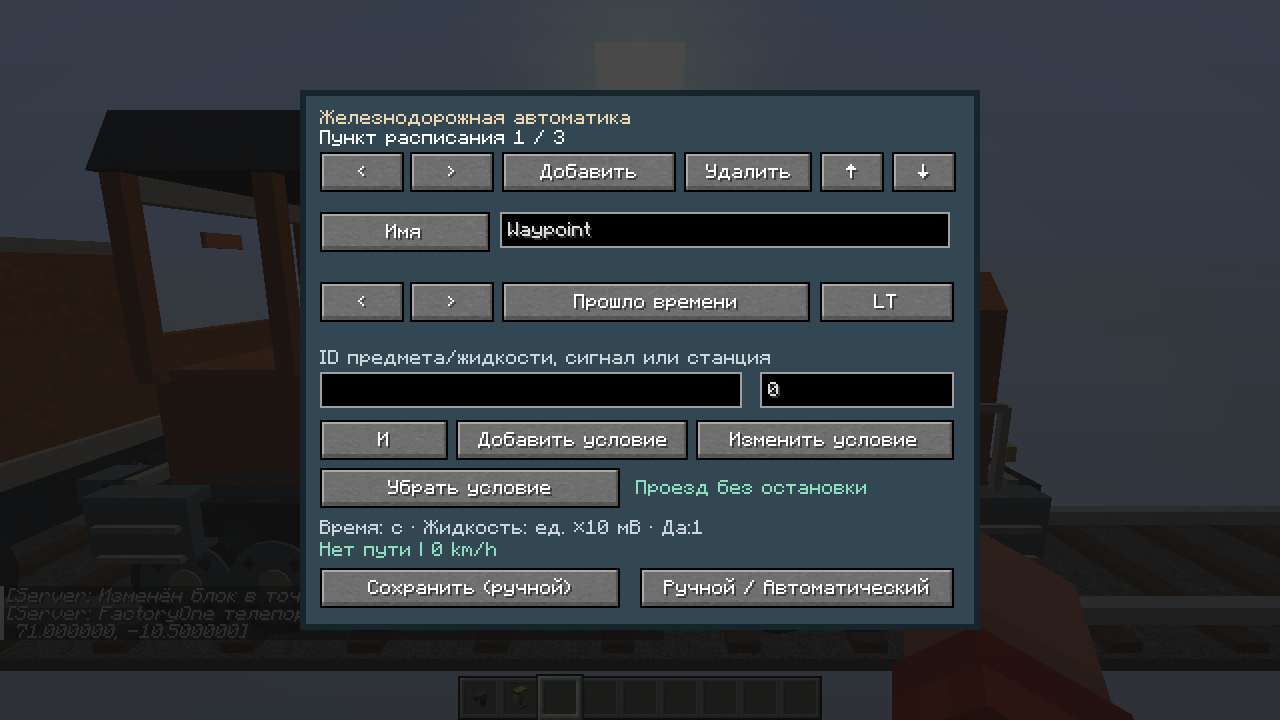 Железнодорожная автоматика
Пункт расписания 1 / 3
< > Добавить Удалить ↑ ↓
Имя Waypoint
< > Прошло времени LT
ID предмета/жидкости, сигнал или станция
0
И Добавить условие Изменить условие
Убрать условие Проезд без остановки
Время: с · Жидкость: ед. ×10 мВ · Да:1
Нет пути | 0 km/h
Сохранить (ручной) Ручной / Автоматический
[Server: Изменён блок в точ
[Server: FactoryOne телепор
71.000000, -10.500000]